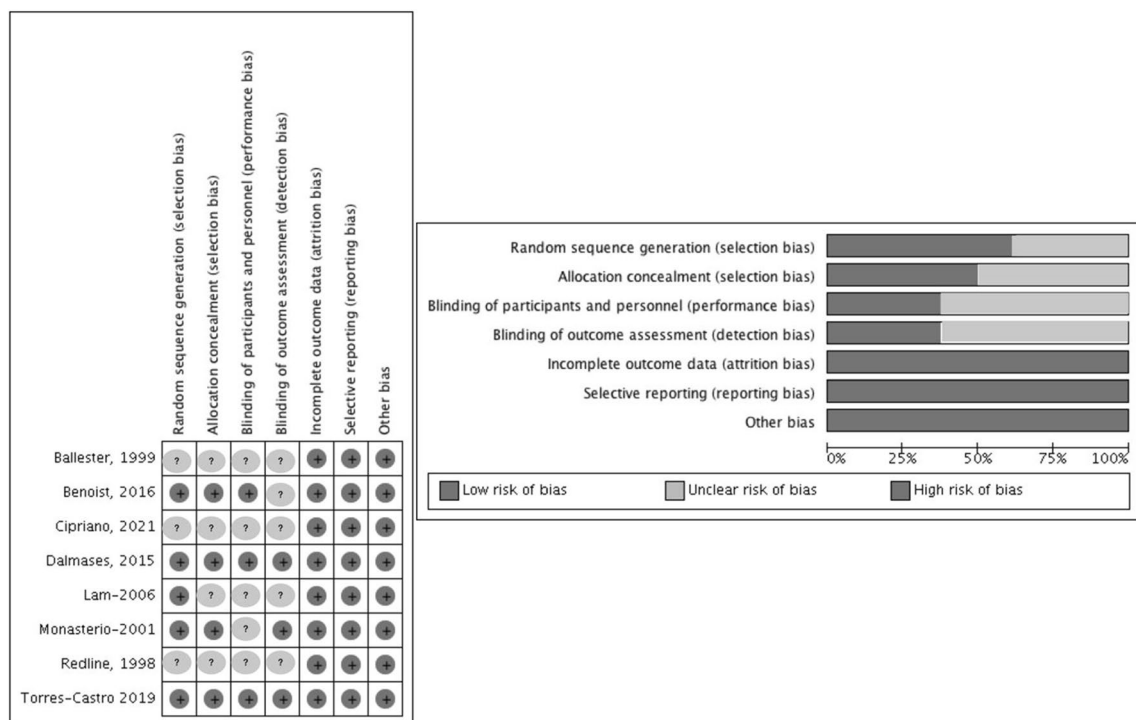 Random sequence generation (selection bias)
Allocation concealment (selection bias)
Blinding of participants and personnel (performance bias)
Blinding of outcome assessment (detection bias)
Incomplete outcome data (attrition bias)
Selective reporting (reporting bias)
Other bias
Ballester, 1999 ? ? ? ? + + +
Benoist, 2016 + + + ? + + +
Cipriano, 2021 ? ? ? ? + + +
Dalmases, 2015 + + + + + + +
Lam-2006 + ? ? ? + + +
Monasterio-2001 + + ? + + + +
Redline, 1998 ? ? ? ? + + +
Torres-Castro 2019 + + + + + + +
Random sequence generation (selection bias)
Allocation concealment (selection bias)
Blinding of participants and personnel (performance bias)
Blinding of outcome assessment (detection bias)
Incomplete outcome data (attrition bias)
Selective reporting (reporting bias)
Other bias
0% 25% 50% 75% 100%
Low risk of bias Unclear risk of bias High risk of bias